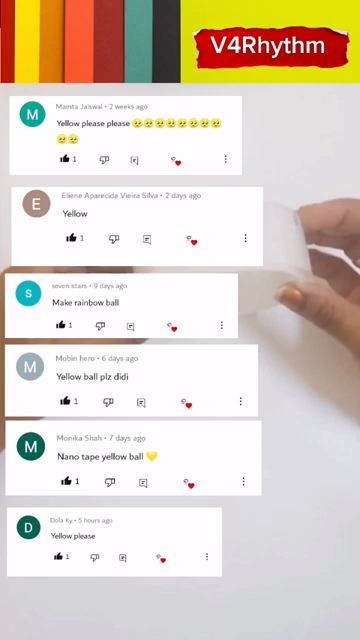 V4Rhythm
Mamta Jaiswal • 2 weeks ago
Yellow please please 🥺🥺🥺🥺🥺🥺🥺🥺
🥺🥺
1
Eliene Aparecida Vieira Silva • 2 days ago
Yellow
1
seven stars • 9 days ago
Make rainbow ball
1
Mobin hero • 6 days ago
Yellow ball plz didi
1
Monika Shah • 7 days ago
Nano tape yellow ball 💛
1
Dola Ky • 5 hours ago
Yellow please
1